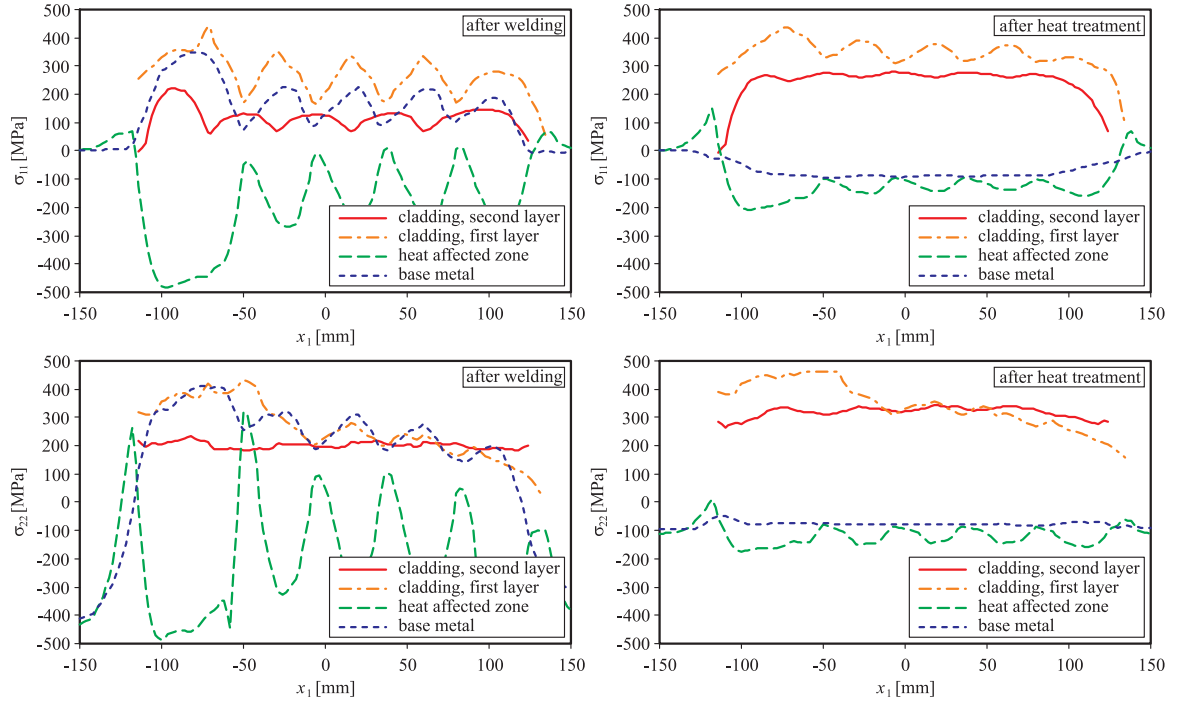 500
400
300
200
100
0
-100
-200
-300
-400
-500
σ11 [MPa]
after welding
cladding, second layer
cladding, first layer
heat affected zone
base metal
-150 -100 -50 0 50 100 150
x1 [mm]
500
400
300
200
100
0
-100
-200
-300
-400
-500
σ11 [MPa]
after heat treatment
cladding, second layer
cladding, first layer
heat affected zone
base metal
-150 -100 -50 0 50 100 150
x1 [mm]
500
400
300
200
100
0
-100
-200
-300
-400
-500
σ22 [MPa]
after welding
cladding, second layer
cladding, first layer
heat affected zone
base metal
-150 -100 -50 0 50 100 150
x1 [mm]
500
400
300
200
100
0
-100
-200
-300
-400
-500
σ22 [MPa]
after heat treatment
cladding, second layer
cladding, first layer
heat affected zone
base metal
-150 -100 -50 0 50 100 150
x1 [mm]